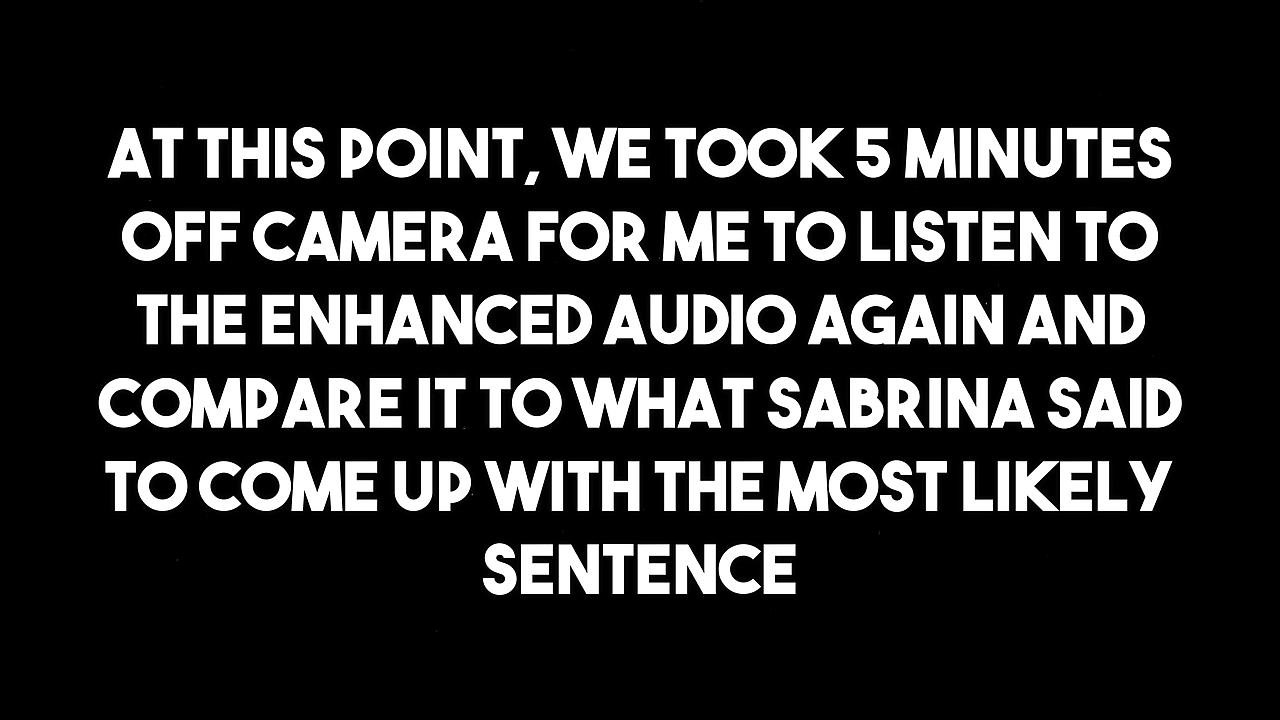 AT THIS POINT, WE TOOK 5 MINUTES
OFF CAMERA FOR ME TO LISTEN TO
THE ENHANCED AUDIO AGAIN AND
COMPARE IT TO WHAT SABRINA SAID
TO COME UP WITH THE MOST LIKELY
SENTENCE